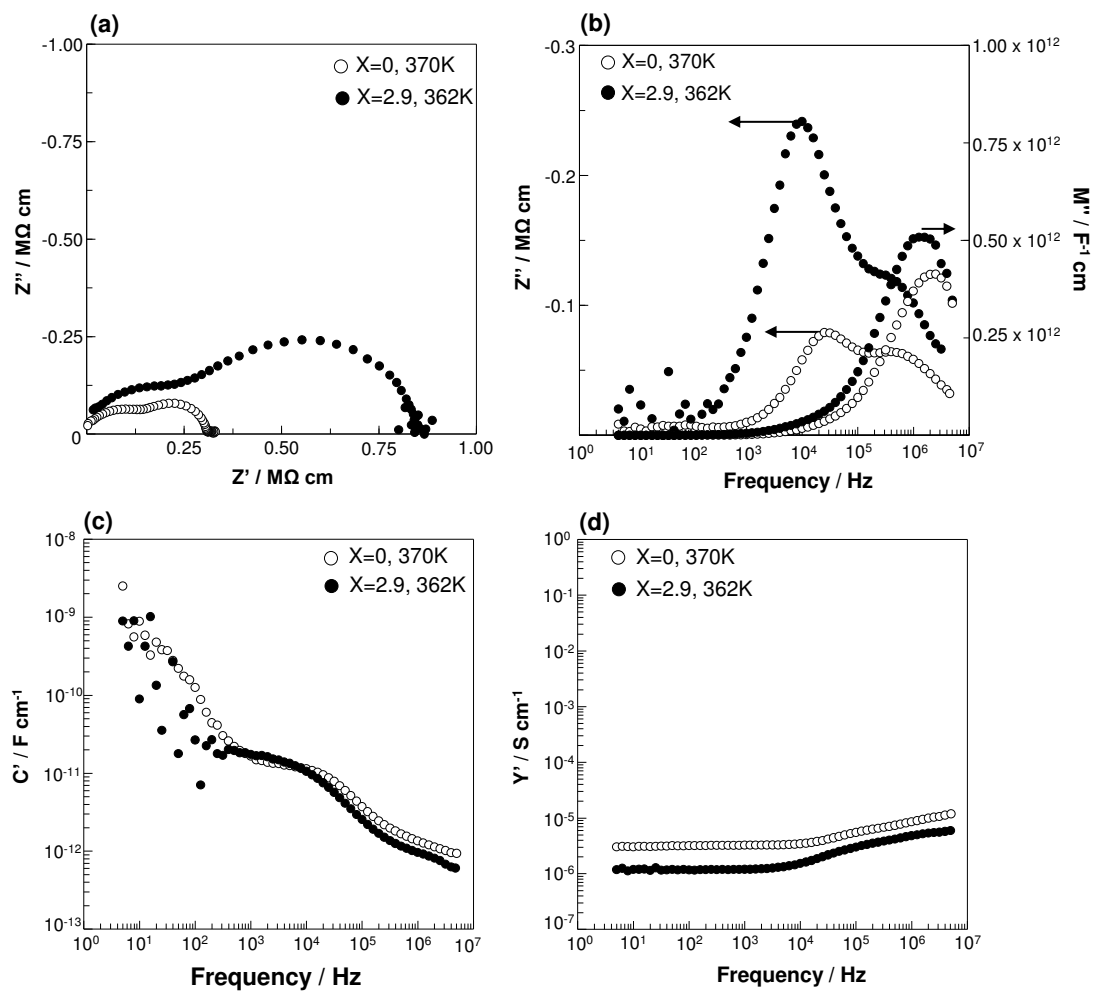 (a)
-1.00
-0.75
-0.50
-0.25
0
0.25
0.50
0.75
1.00
Z'' / MΩ cm
Z' / MΩ cm
X=0, 370K
X=2.9, 362K
(b)
-0.3
-0.2
-0.1
Z'' / MΩ cm
1.00 x 10¹²
0.75 x 10¹²
0.50 x 10¹²
0.25 x 10¹²
M'' / F⁻¹ cm
X=0, 370K
X=2.9, 362K
10⁰ 10¹ 10² 10³ 10⁴ 10⁵ 10⁶ 10⁷
Frequency / Hz
(c)
10⁻⁸
10⁻⁹
10⁻¹⁰
10⁻¹¹
10⁻¹²
10⁻¹³
C' / F cm⁻¹
X=0, 370K
X=2.9, 362K
10⁰ 10¹ 10² 10³ 10⁴ 10⁵ 10⁶ 10⁷
Frequency / Hz
(d)
10⁰
10⁻¹
10⁻²
10⁻³
10⁻⁴
10⁻⁵
10⁻⁶
10⁻⁷
Y' / S cm⁻¹
X=0, 370K
X=2.9, 362K
10⁰ 10¹ 10² 10³ 10⁴ 10⁵ 10⁶ 10⁷
Frequency / Hz